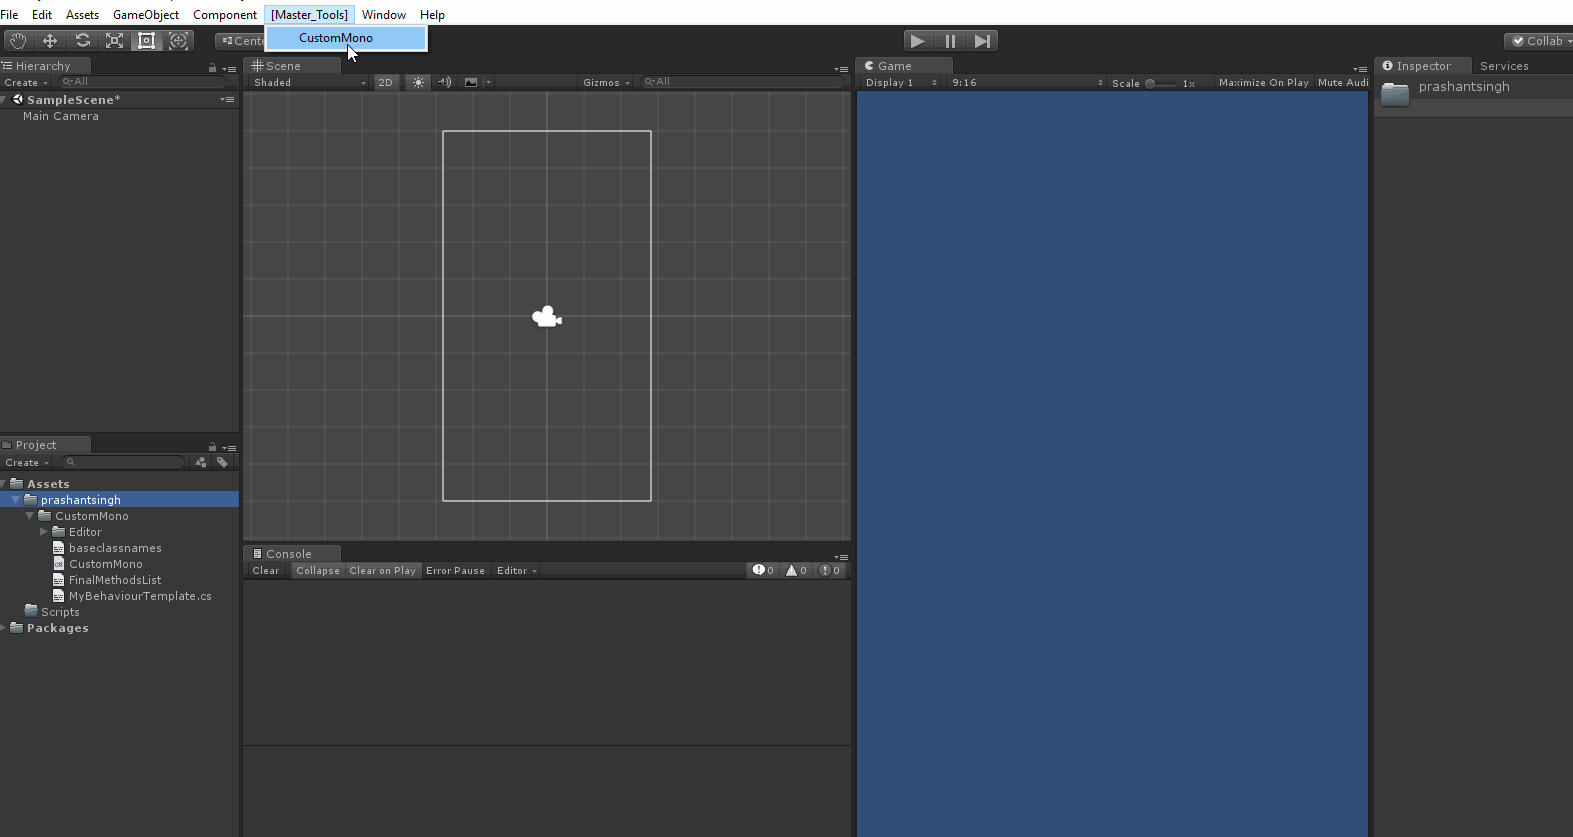 File Edit Assets GameObject Component [Master_Tools] Window Help
CustomMono
Collab
Hierarchy
Create All
SampleScene*
Main Camera
Scene
Shaded 2D Gizmos All
Game
Display 1 9:16 Scale 1x Maximize On Play Mute Audi
Inspector Services
prashantsingh
Project
Create
Assets
prashantsingh
CustomMono
Editor
baseclassnames
CustomMono
FinalMethodsList
MyBehaviourTemplate.cs
Scripts
Packages
Console
Clear Collapse Clear on Play Error Pause Editor 0 0 0